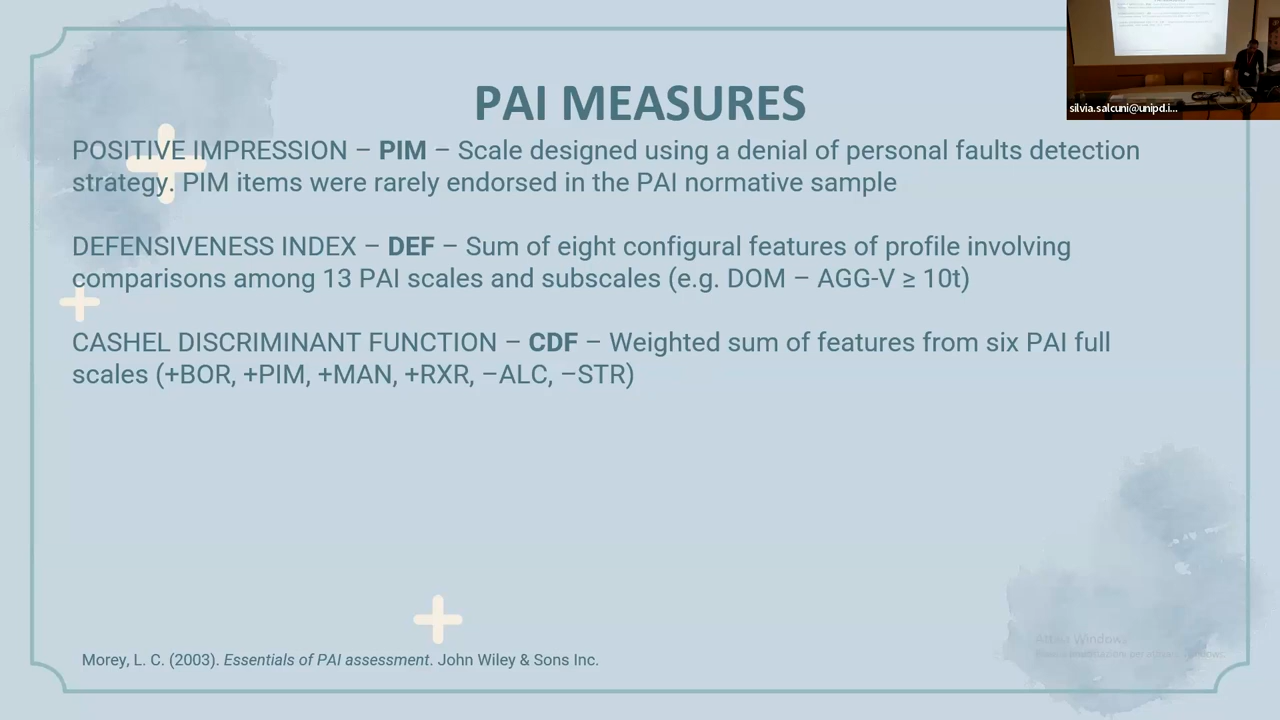 silvia.salcuni@unipd.i...
PAI MEASURES
POSITIVE IMPRESSION – PIM – Scale designed using a denial of personal faults detection
strategy. PIM items were rarely endorsed in the PAI normative sample
DEFENSIVENESS INDEX – DEF – Sum of eight configural features of profile involving
comparisons among 13 PAI scales and subscales (e.g. DOM – AGG-V ≥ 10t)
CASHEL DISCRIMINANT FUNCTION – CDF – Weighted sum of features from six PAI full
scales (+BOR, +PIM, +MAN, +RXR, –ALC, –STR)
Morey, L. C. (2003). Essentials of PAI assessment. John Wiley & Sons Inc.